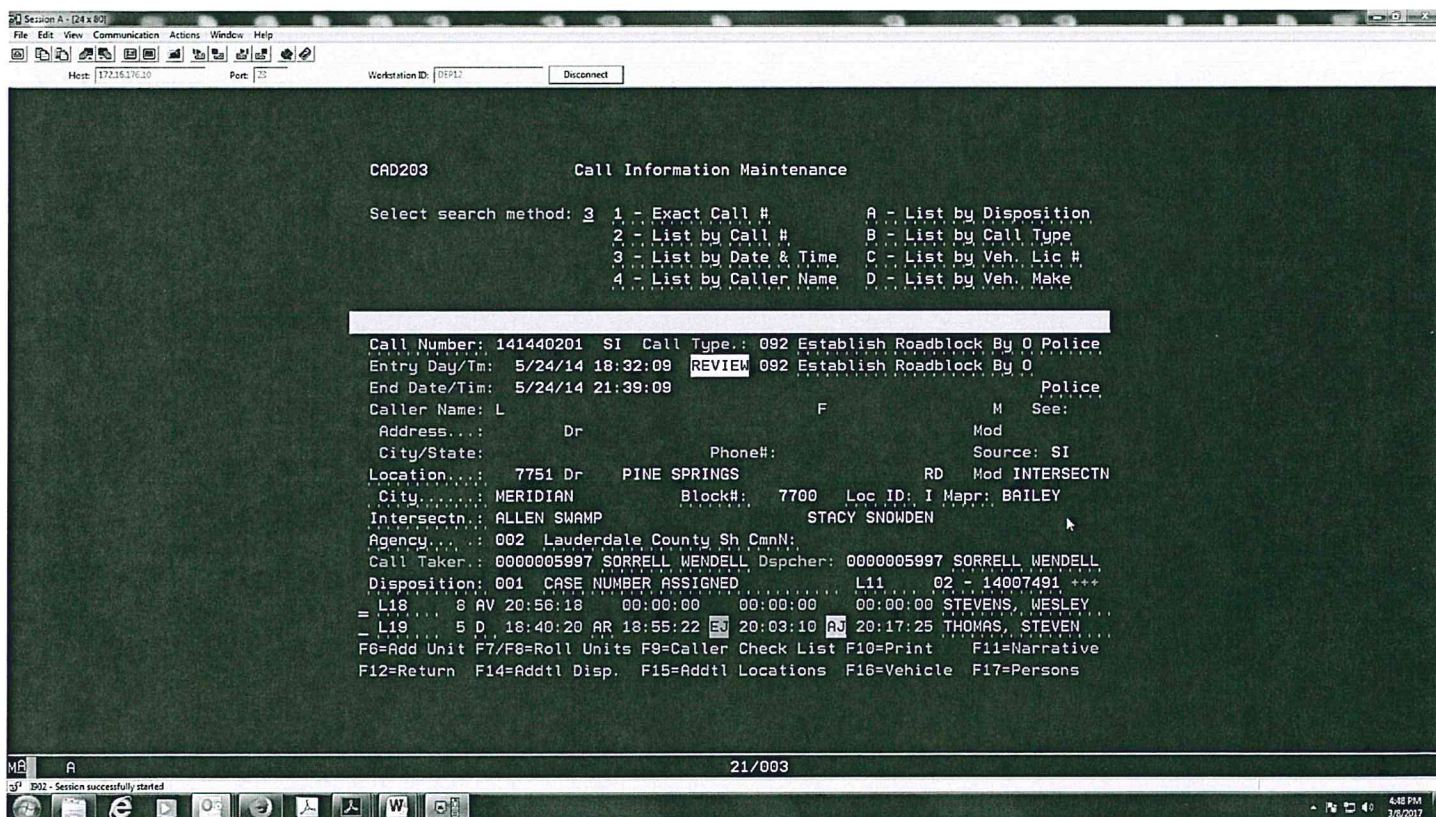 Session A - [24 x 80]
File Edit View Communication Actions Window Help
Host: 172.16.176.10 Port: 23 Workstation ID: DEP12 Disconnect
CAD203 Call Information Maintenance
Select search method: 3 1 - Exact Call # A - List by Disposition
2 - List by Call # B - List by Call Type
3 - List by Date & Time C - List by Veh. Lic #
4 - List by Caller Name D - List by Veh. Make
Call Number: 141440201 SI Call Type.: 092 Establish Roadblock By O Police
Entry Day/Tm: 5/24/14 18:32:09 REVIEW 092 Establish Roadblock By O
End Date/Tim: 5/24/14 21:39:09 Police
Caller Name: L F M See:
Address...: Dr Mod
City/State: Phone#: Source: SI
Location...: 7751 Dr PINE SPRINGS RD Mod INTERSECTN
City.......: MERIDIAN Block#: 7700 Loc ID: I Mapr: BAILEY
Intersectn.: ALLEN SWAMP STACY SNOWDEN
Agency... .: 002 Lauderdale County Sh CmnN:
Call Taker.: 0000005997 SORRELL WENDELL Dspcher: 0000005997 SORRELL WENDELL
Disposition: 001 CASE NUMBER ASSIGNED L11 02 - 14007491 +++
L18 8 AV 20:56:18 00:00:00 00:00:00 00:00:00 STEVENS, WESLEY
L19 5 D 18:40:20 AR 18:55:22 EJ 20:03:10 AJ 20:17:25 THOMAS, STEVEN
F6=Add Unit F7/F8=Roll Units F9=Caller Check List F10=Print F11=Narrative
F12=Return F14=Addtl Disp. F15=Addtl Locations F16=Vehicle F17=Persons
MA A 21/003
I902 - Session successfully started
4:48 PM
3/8/2017